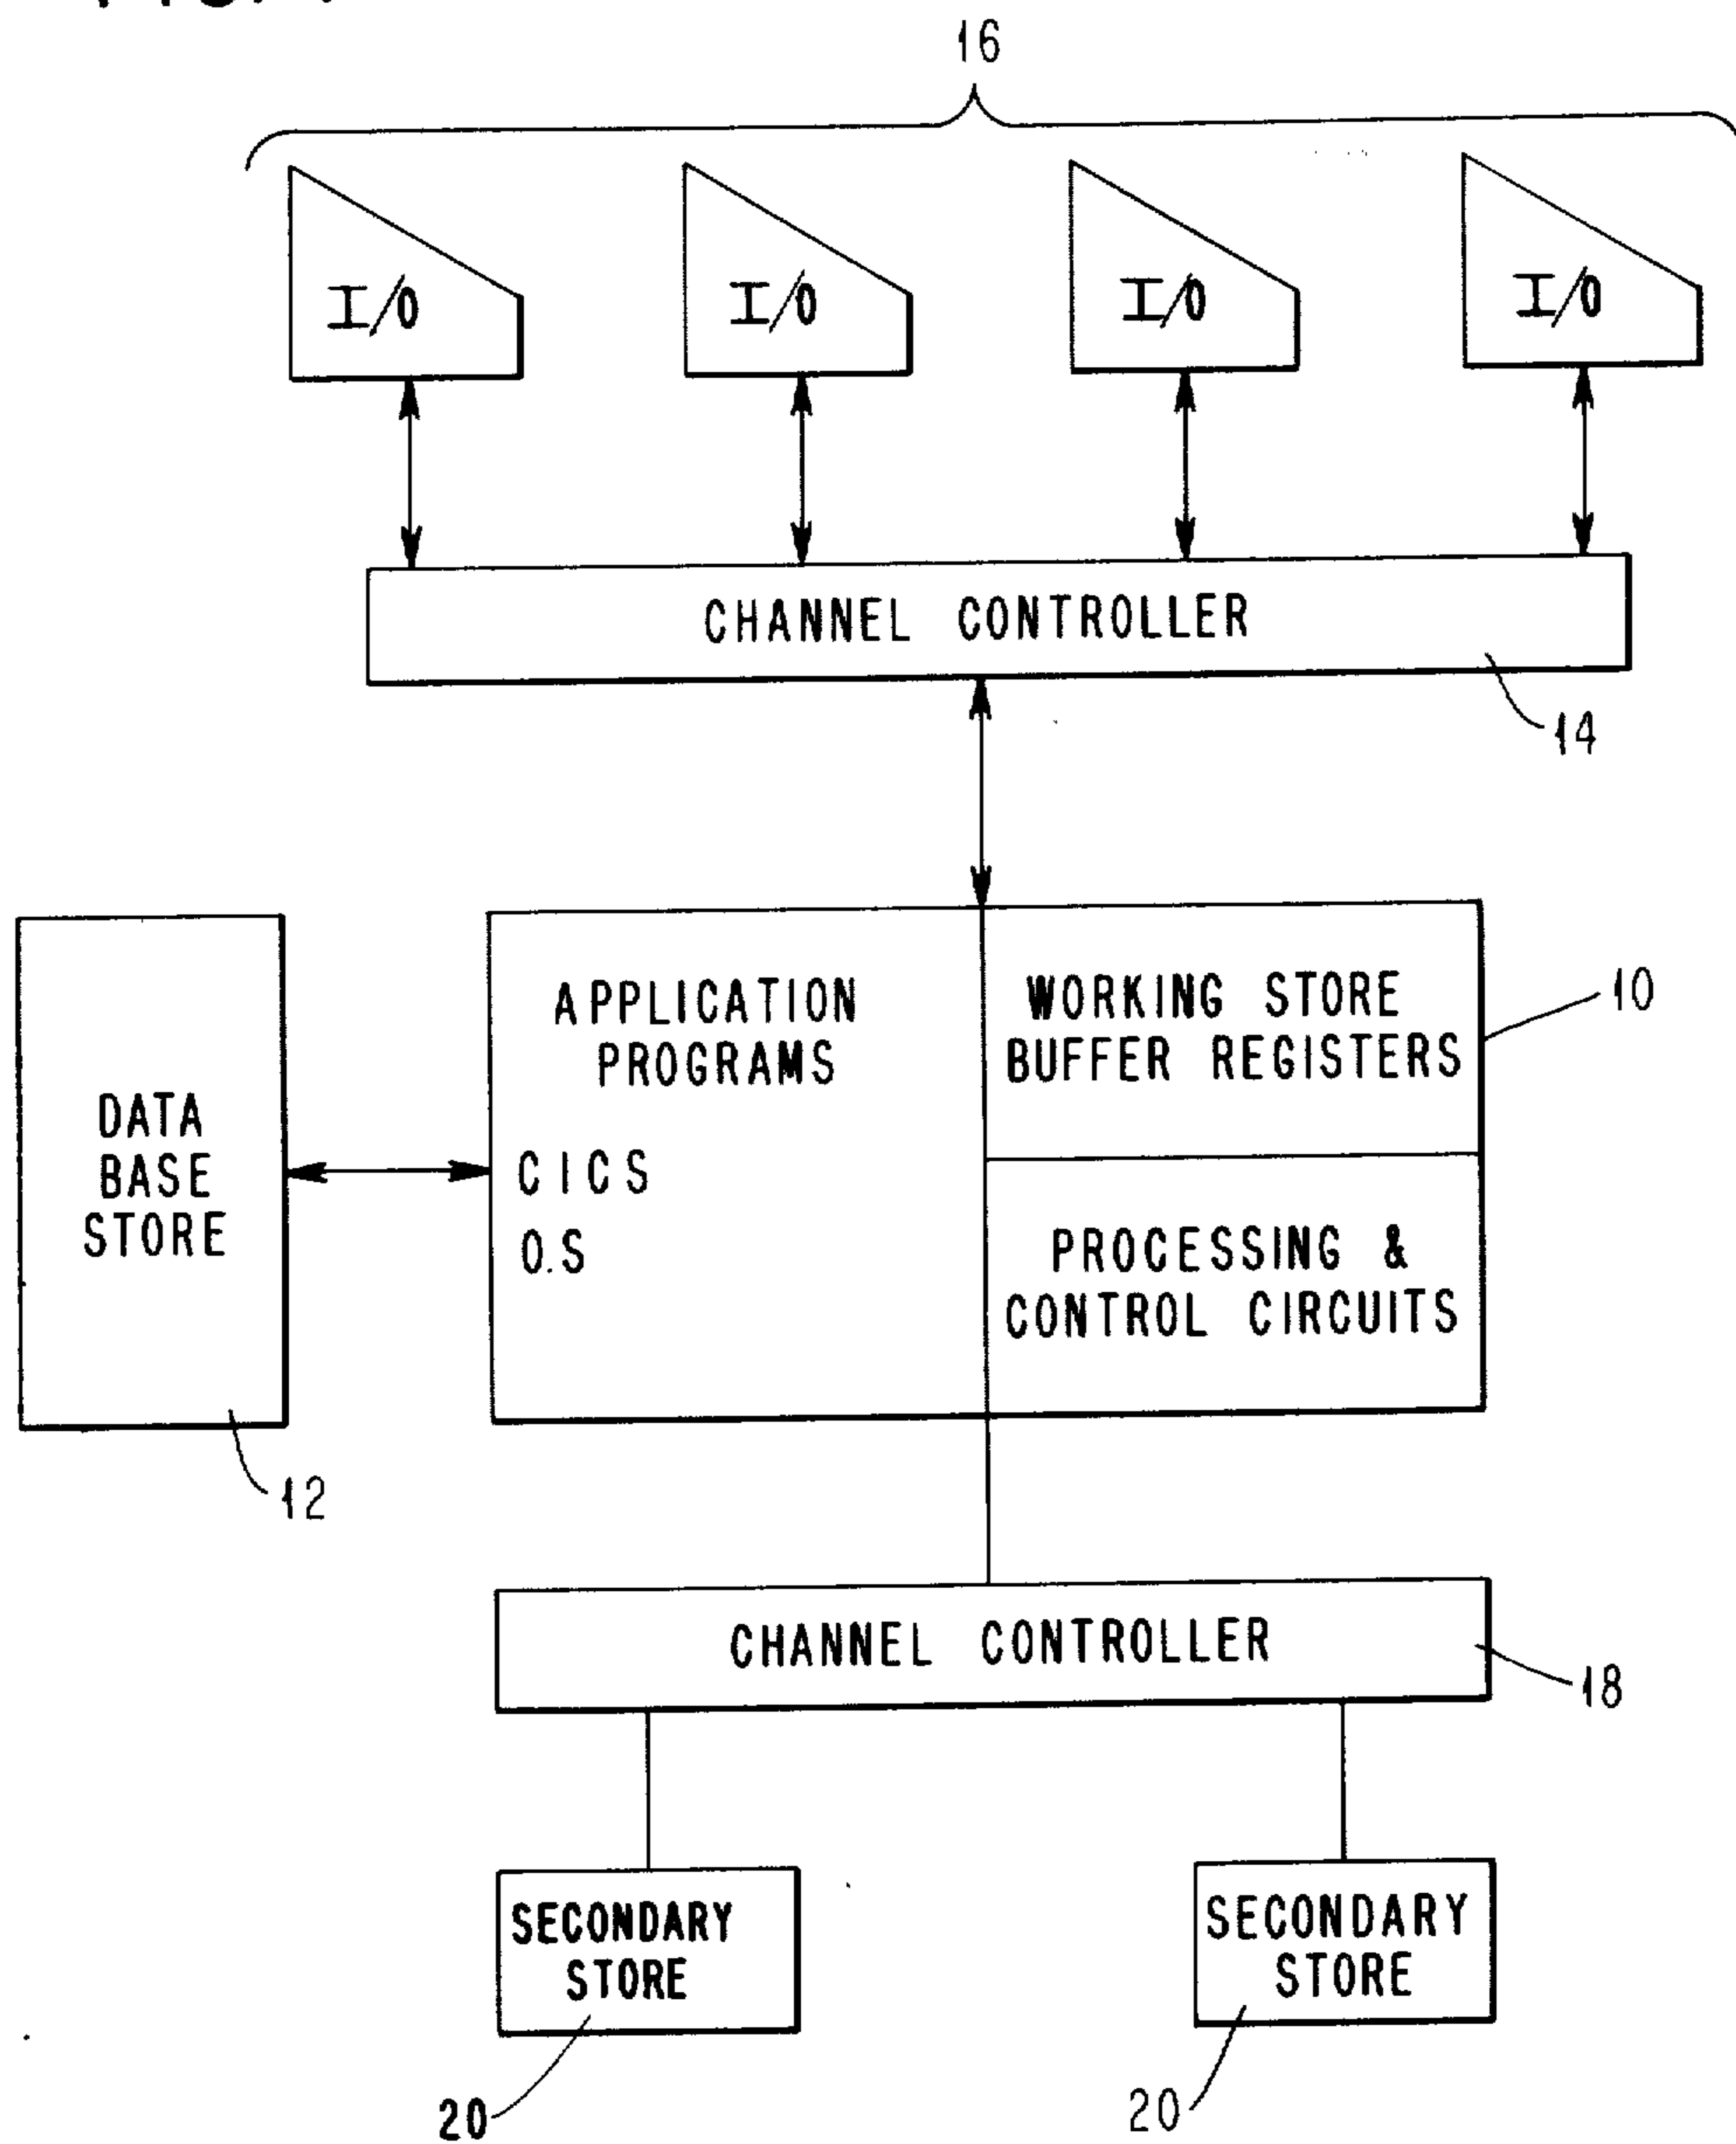 16
I/O I/O I/O I/O
CHANNEL CONTROLLER
14
APPLICATION
PROGRAMS
CICS
O.S
WORKING STORE
BUFFER REGISTERS
10
PROCESSING &
CONTROL CIRCUITS
DATA
BASE
STORE
12
CHANNEL CONTROLLER
18
SECONDARY
STORE
20
SECONDARY
STORE
20